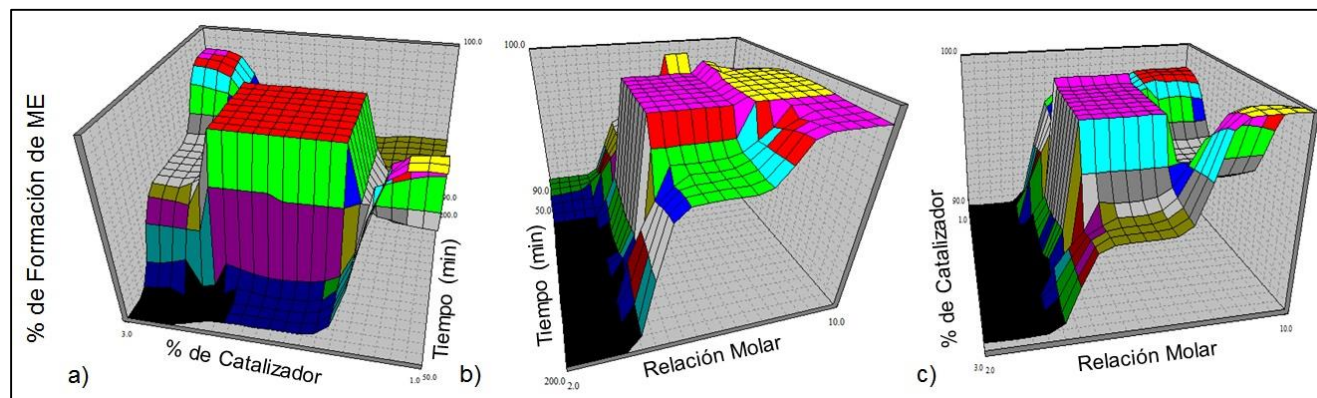 % de Formación de ME
100.0
90.0
200.0
Tiempo (min)
3.0
% de Catalizador
1.0
50.0
a)
100.0
90.0
50.0
Tiempo (min)
200.0
2.0
Relación Molar
10.0
b)
100.0
90.0
1.0
% de Catalizador
3.0
2.0
Relación Molar
10.0
c)